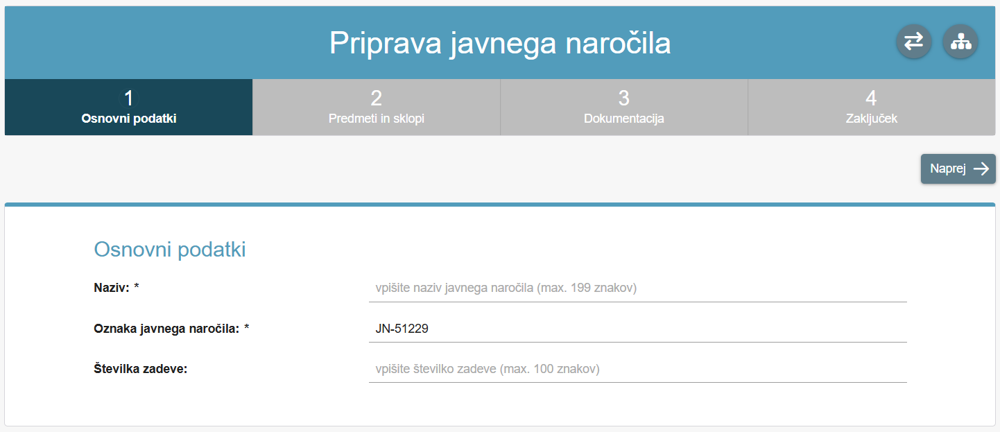 Priprava javnega naročila
1
Osnovni podatki
2
Predmeti in sklopi
3
Dokumentacija
4
Zaključek
Naprej
Osnovni podatki
Naziv: * vpišite naziv javnega naročila (max. 199 znakov)
Oznaka javnega naročila: * JN-51229
Številka zadeve: vpišite številko zadeve (max. 100 znakov)